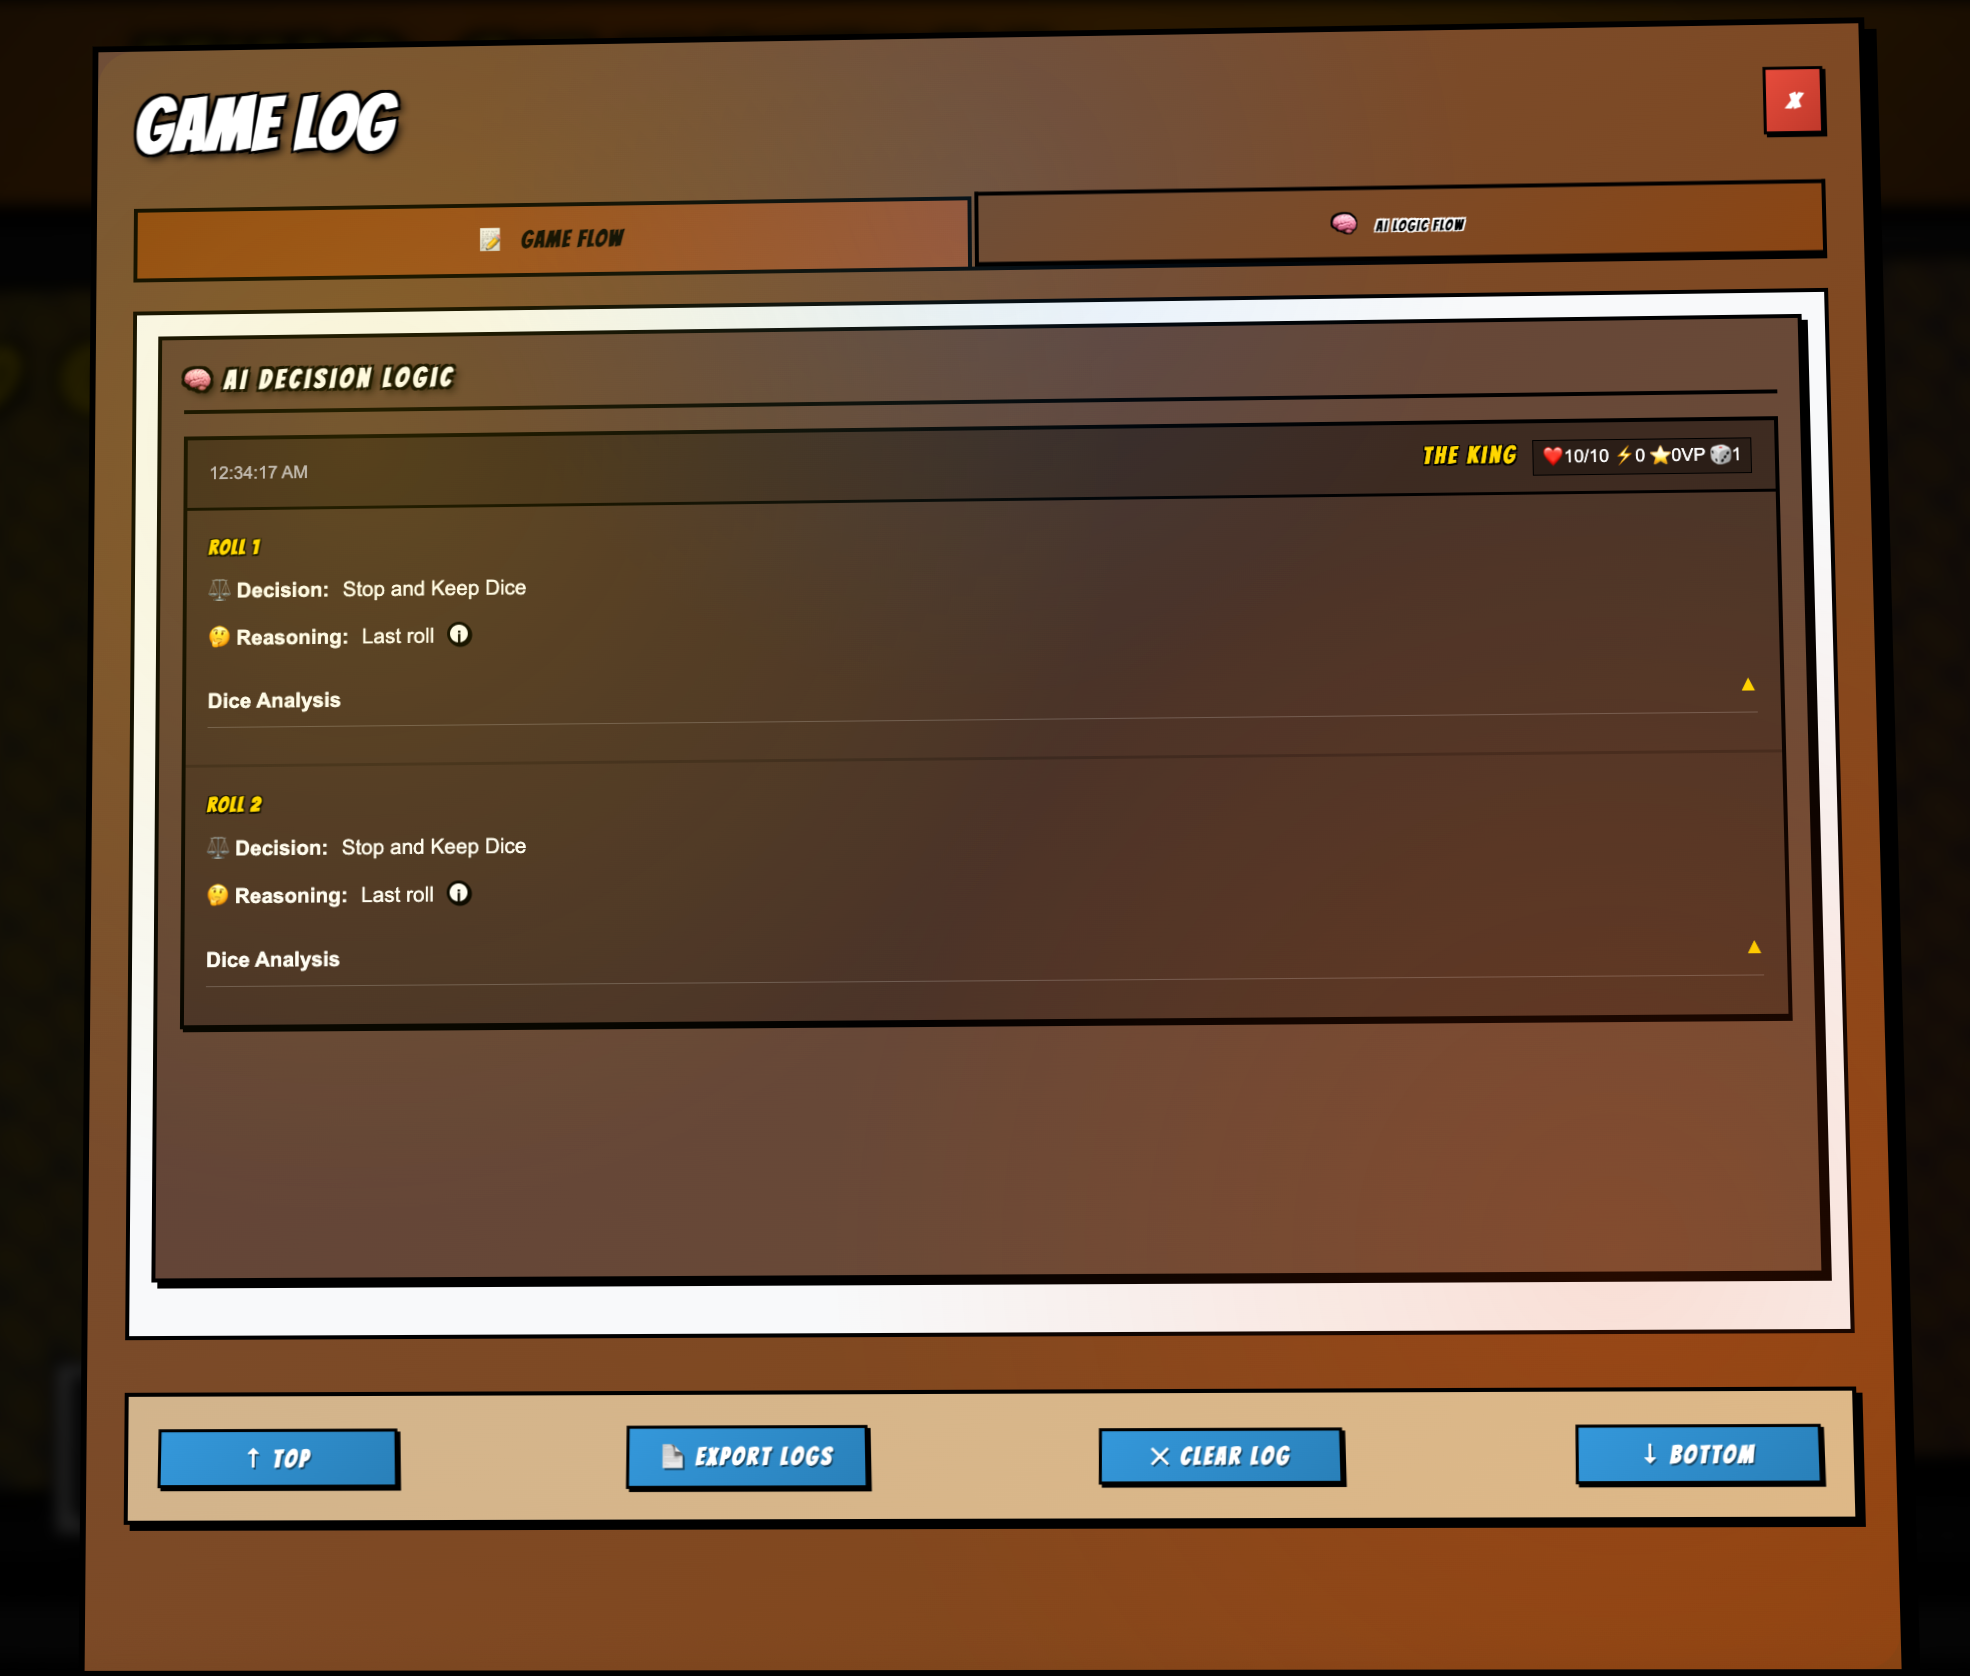 GAME LOG
X
📝 GAME FLOW
🧠 AI LOGIC FLOW
🧠 AI DECISION LOGIC
12:34:17 AM
THE KING ❤️10/10 ⚡0 ⭐0VP 🎲1
ROLL 1
⚖️ Decision: Stop and Keep Dice
🤔 Reasoning: Last roll i
Dice Analysis ▲
ROLL 2
⚖️ Decision: Stop and Keep Dice
🤔 Reasoning: Last roll i
Dice Analysis ▲
↑ TOP
📄 EXPORT LOGS
✕ CLEAR LOG
↓ BOTTOM